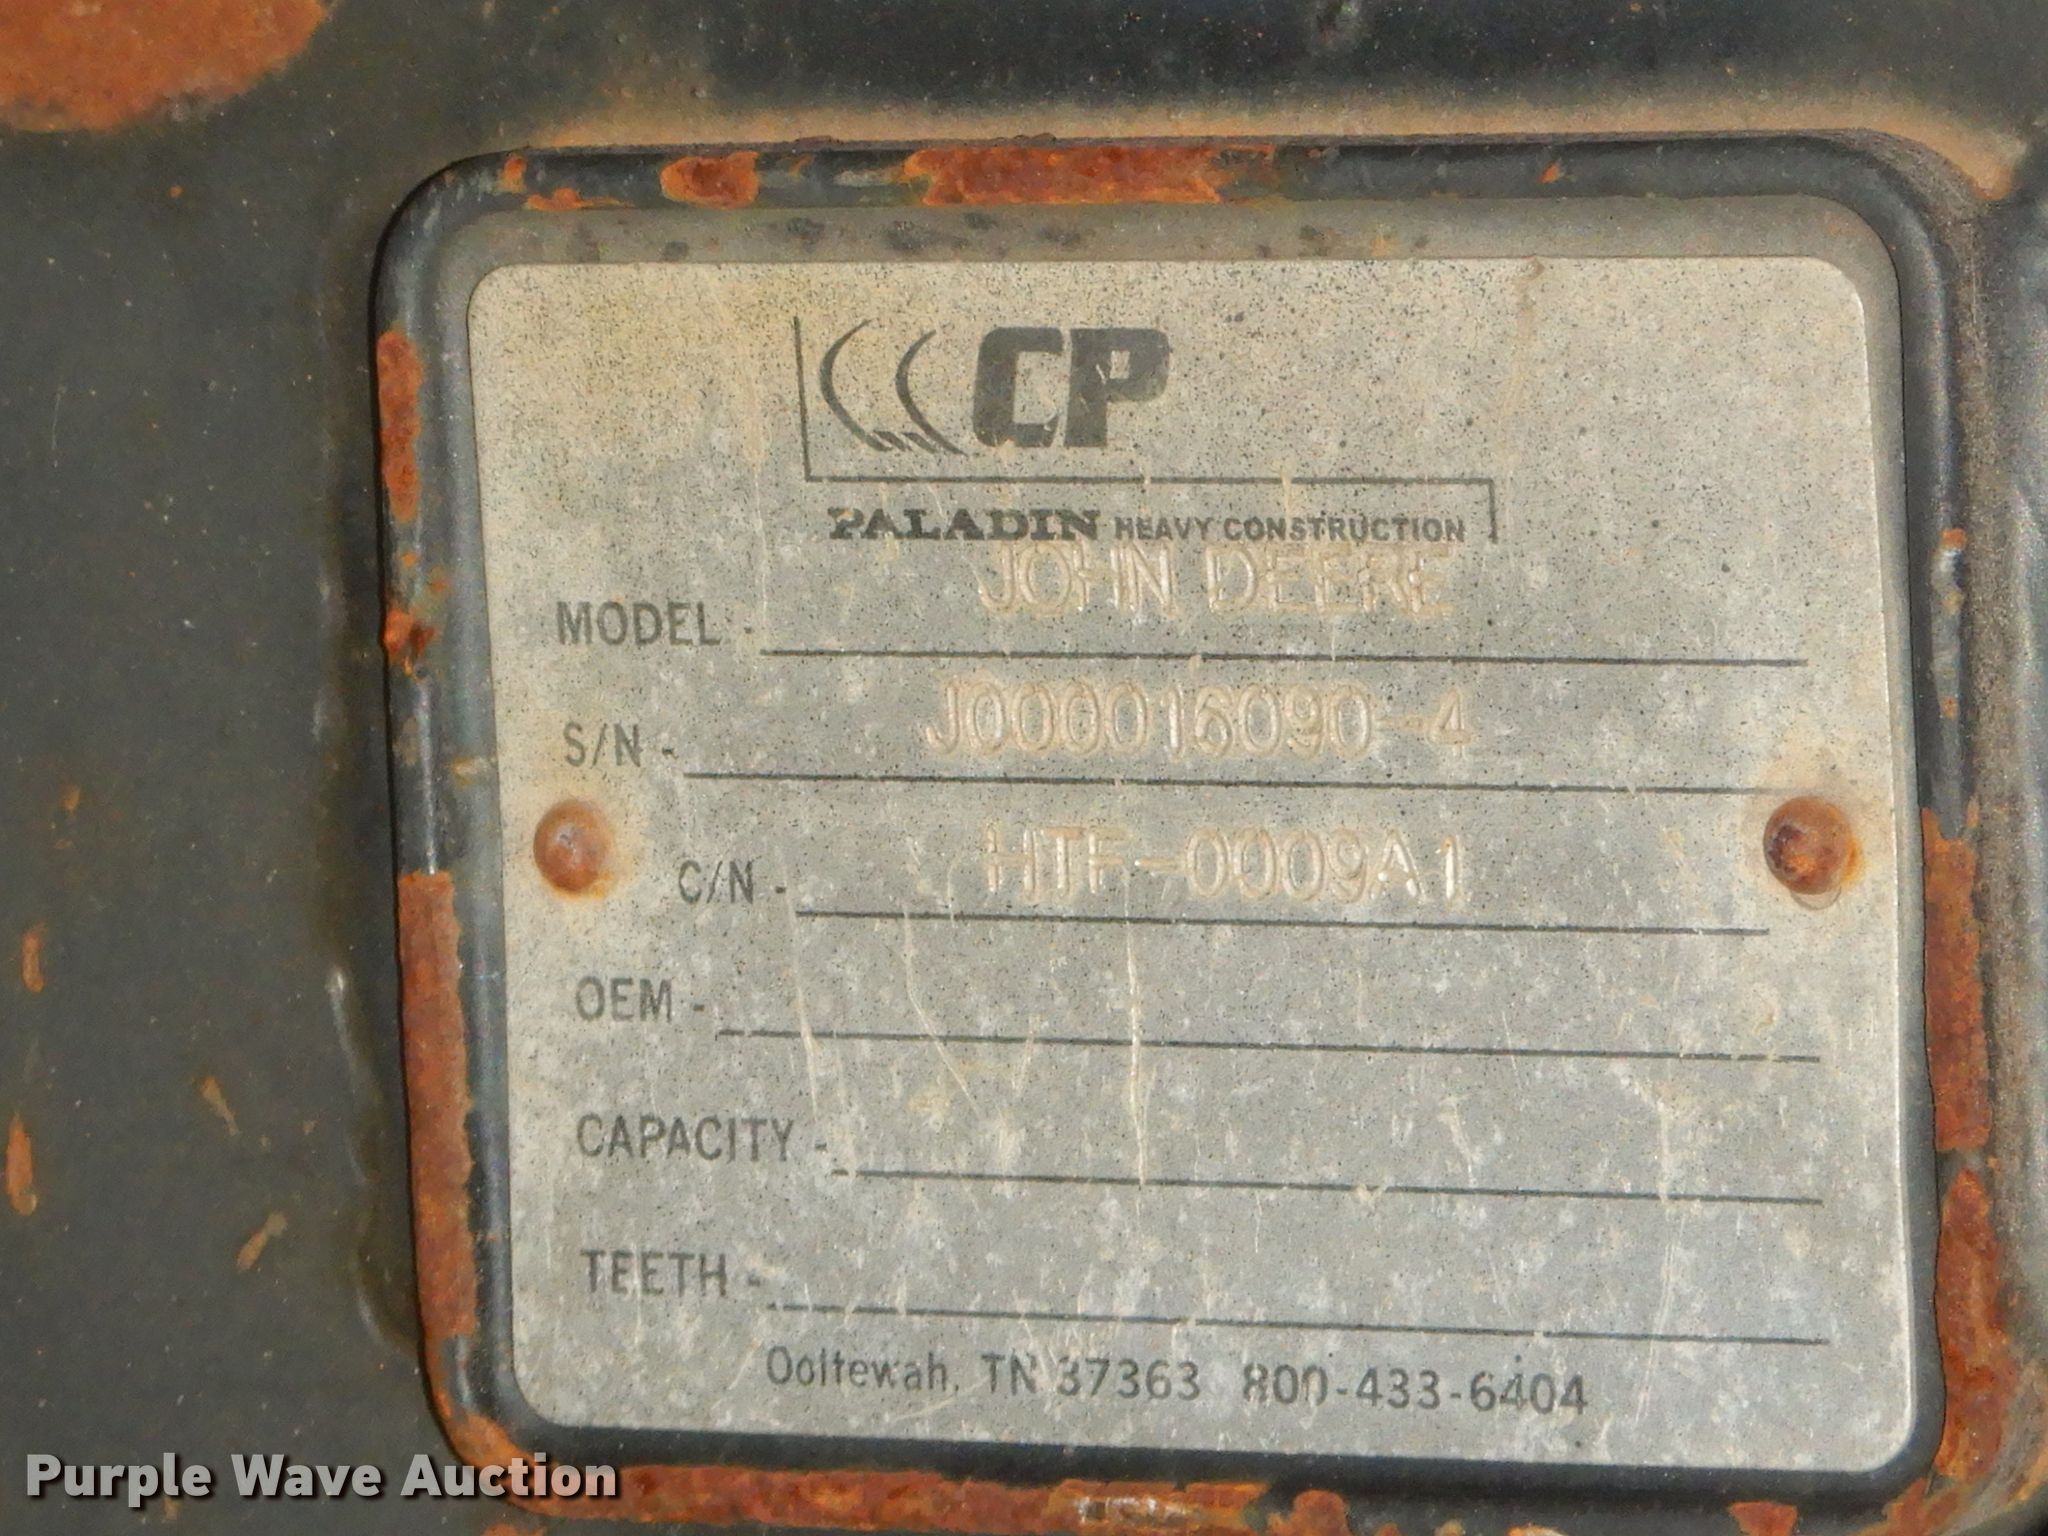 CP
PALADIN HEAVY CONSTRUCTION
MODEL - JOHN DEERE
S/N - J000016090-4
C/N - HTF-0009A1
OEM -
CAPACITY -
TEETH -
Ooltewah, TN 37363 800-433-6404
Purple Wave Auction